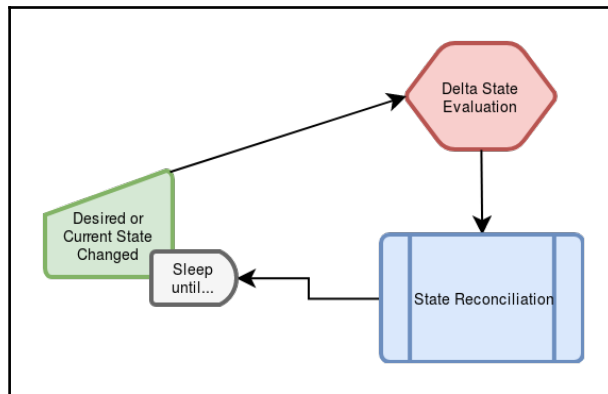 Delta State
Evaluation
Desired or
Current State
Changed
Sleep
until...
State Reconciliation